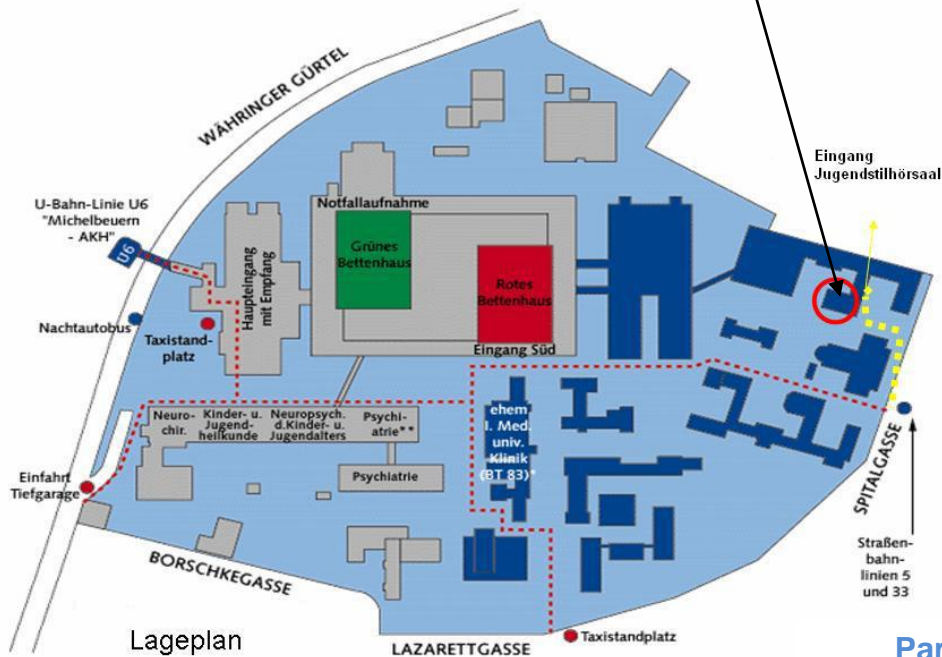 WÄHRINGER GÜRTEL
Eingang
Jugendstilhörsaal
U-Bahn-Linie U6
"Michelbeuern
- AKH"
U6
Notfallaufnahme
Grünes
Bettenhaus
Rotes
Bettenhaus
Haupteingang
mit Empfang
Nachtautobus
Taxistand-
platz
Eingang Süd
Neuro-
chir.
Kinder- u.
Jugend-
heilkunde
Neuropsych.
d.Kinder- u.
Jugendalters
Psychi-
atrie**
ehem
I. Med.
univ.
Klinik
(BT 83)*
Psychiatrie
Einfahrt
Tiefgarage
SPITALGASSE
Straßen-
bahn-
linien 5
und 33
BORSCHKEGASSE
Lageplan
LAZARETTGASSE
Taxistandplatz
Par